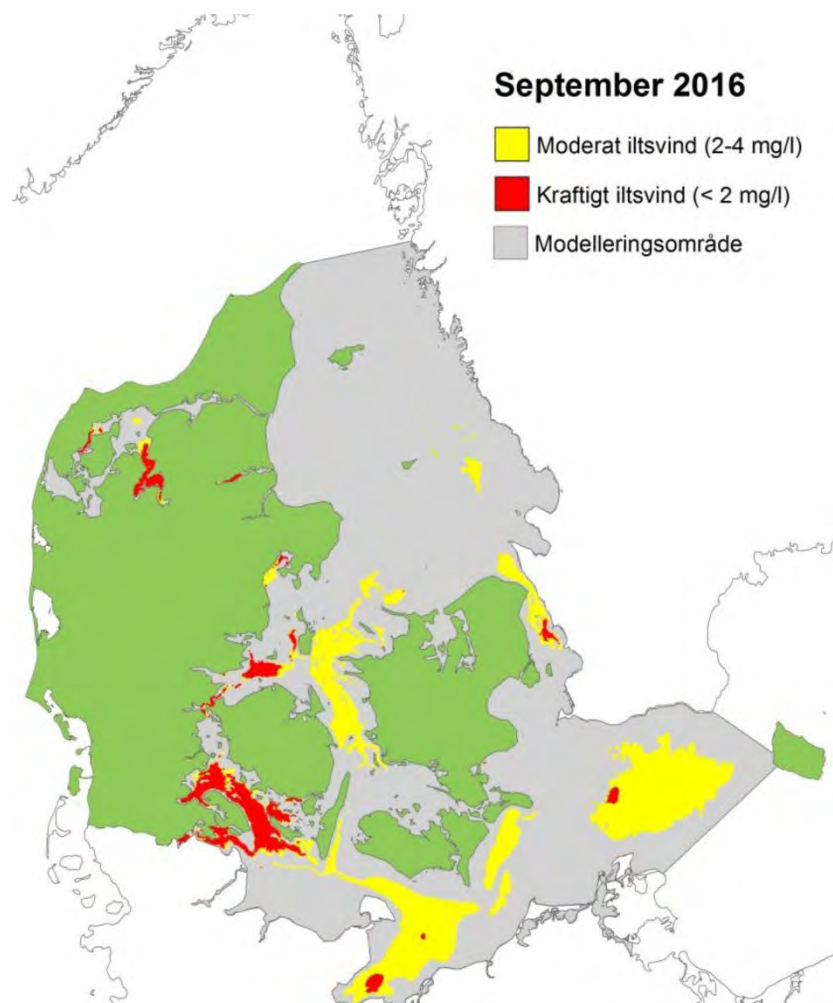 September 2016
Moderat iltsvind (2-4 mg/l)
Kraftigt iltsvind (< 2 mg/l)
Modelleringsområde